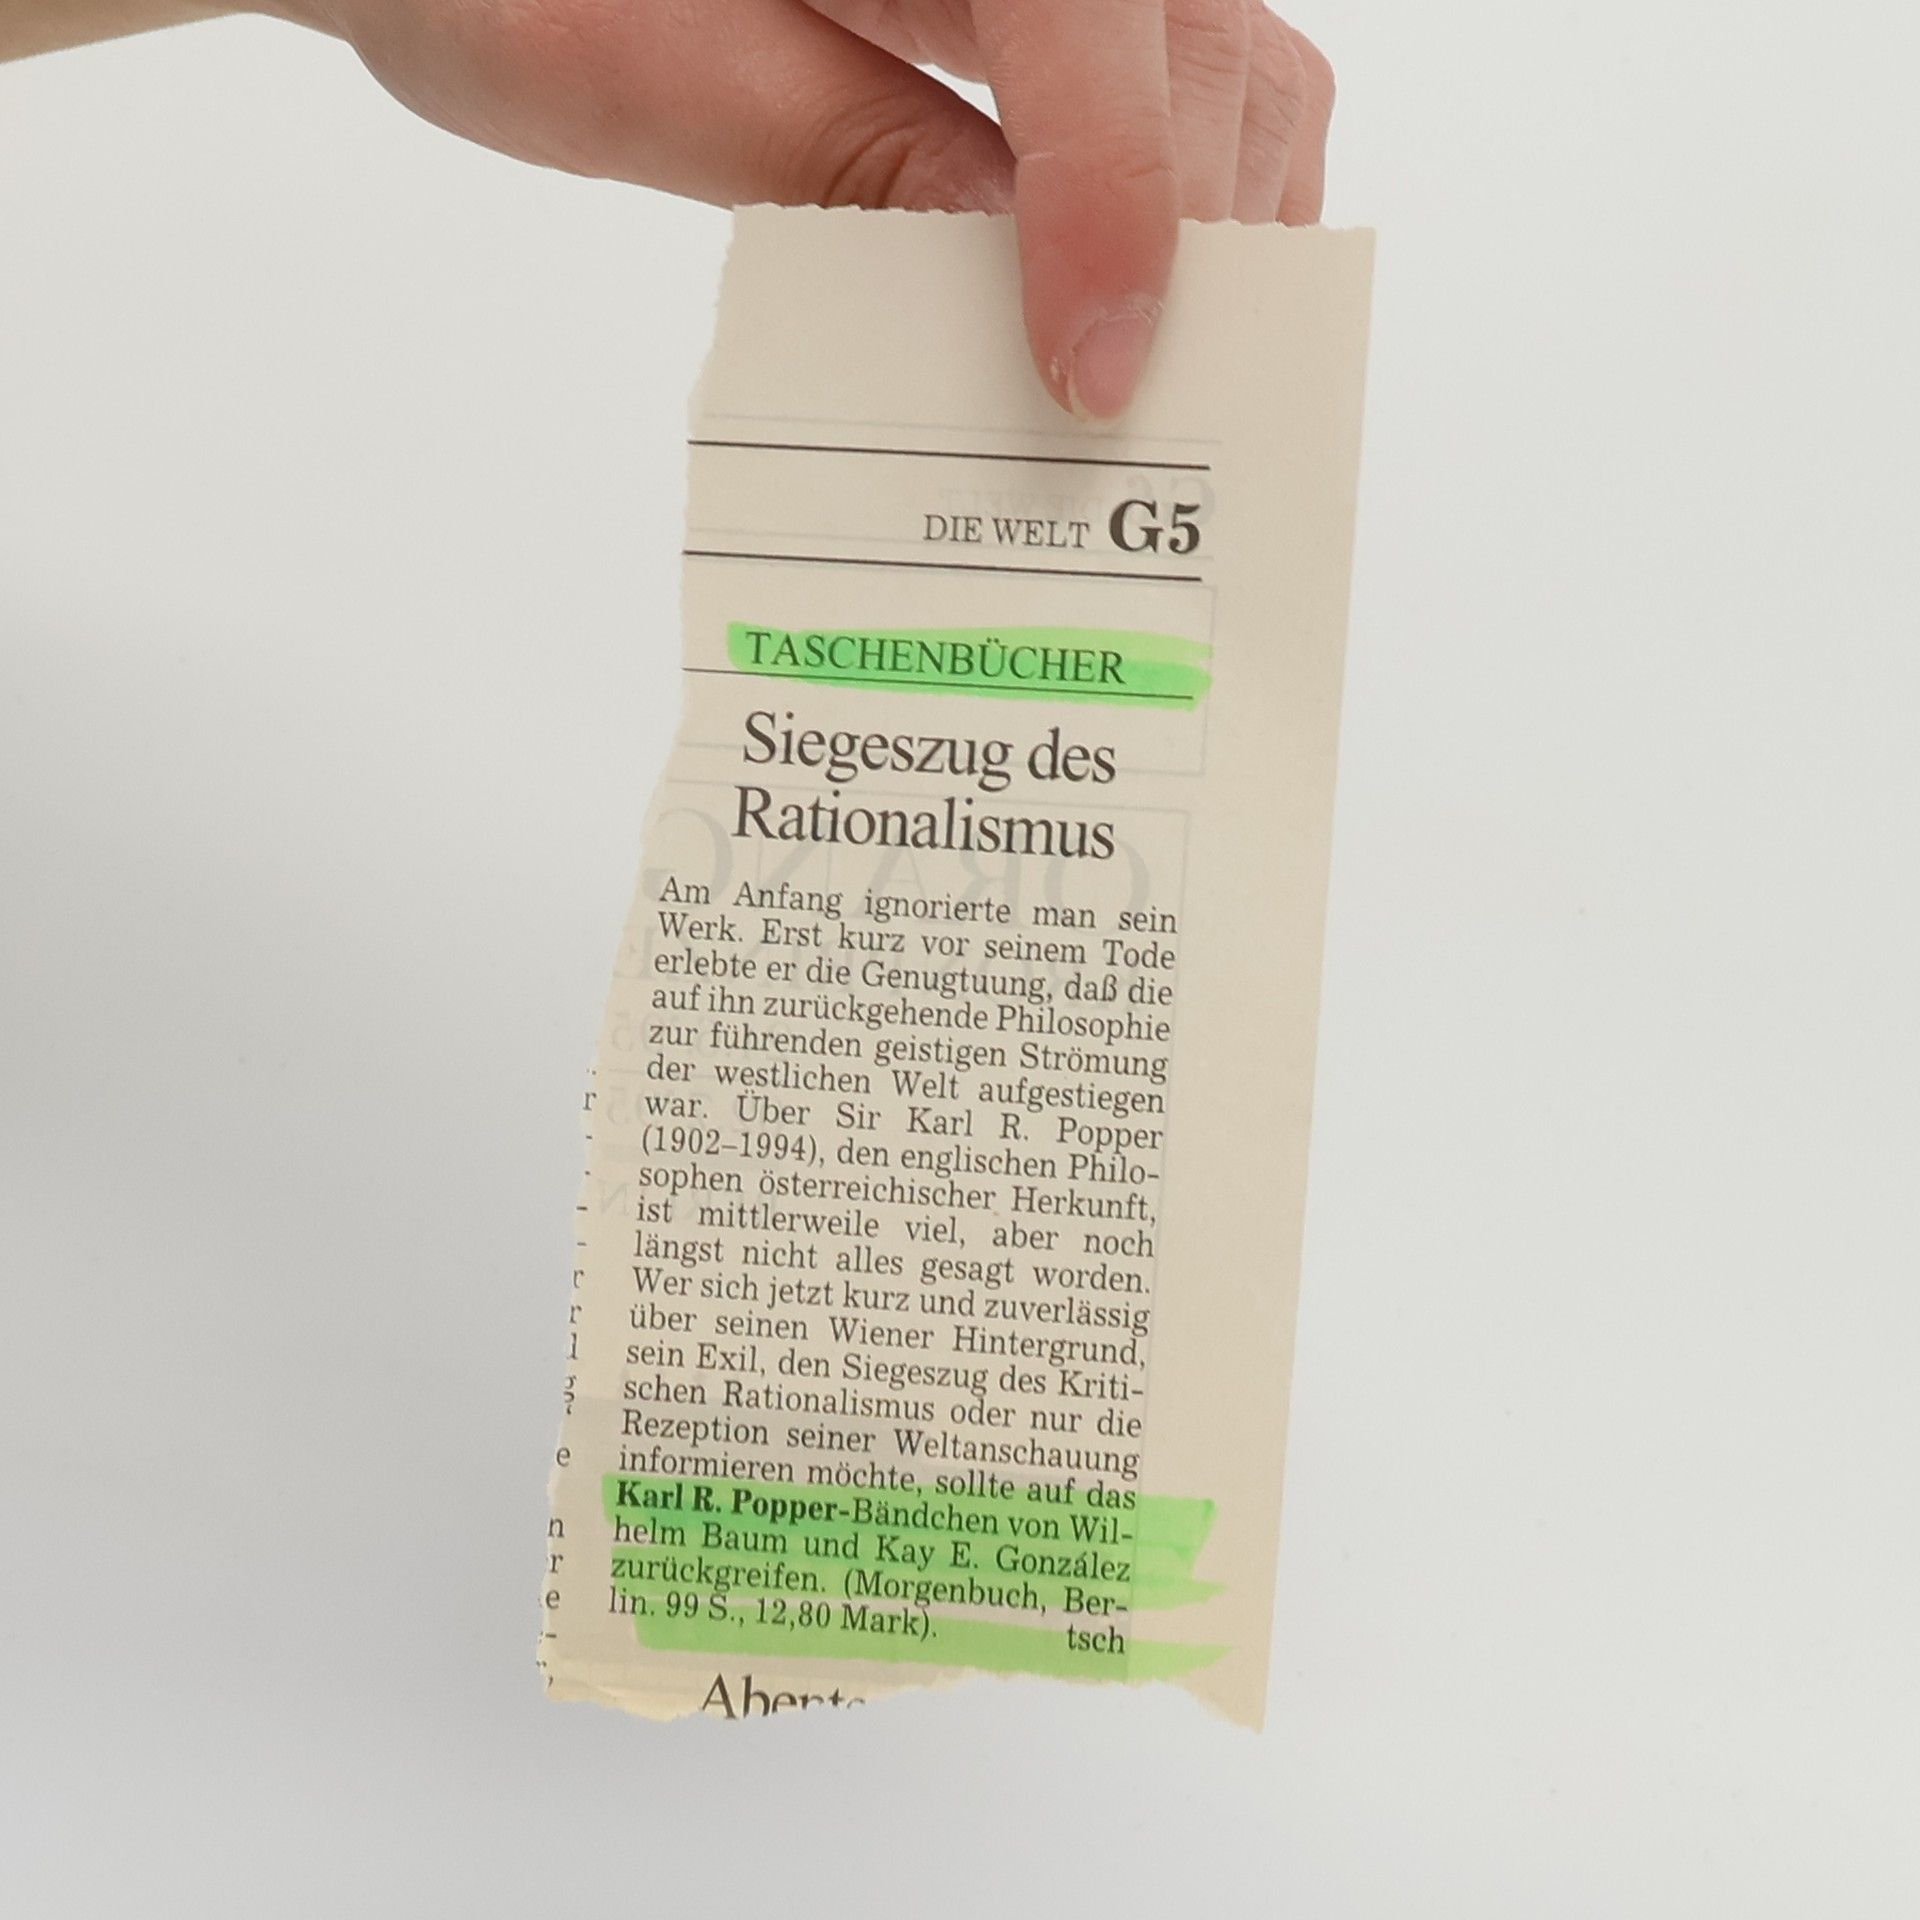 DIE WELT G5
TASCHENBÜCHER
Siegeszug des
Rationalismus
Am Anfang ignorierte man sein
Werk. Erst kurz vor seinem Tode
erlebte er die Genugtuung, daß die
auf ihn zurückgehende Philosophie
zur führenden geistigen Strömung
der westlichen Welt aufgestiegen
war. Über Sir Karl R. Popper
(1902–1994), den englischen Philo-
sophen österreichischer Herkunft,
ist mittlerweile viel, aber noch
längst nicht alles gesagt worden.
Wer sich jetzt kurz und zuverlässig
über seinen Wiener Hintergrund,
sein Exil, den Siegeszug des Kriti-
schen Rationalismus oder nur die
Rezeption seiner Weltanschauung
informieren möchte, sollte auf das
Karl R. Popper-Bändchen von Wil-
helm Baum und Kay E. González
zurückgreifen. (Morgenbuch, Ber-
lin. 99 S., 12,80 Mark). tsch